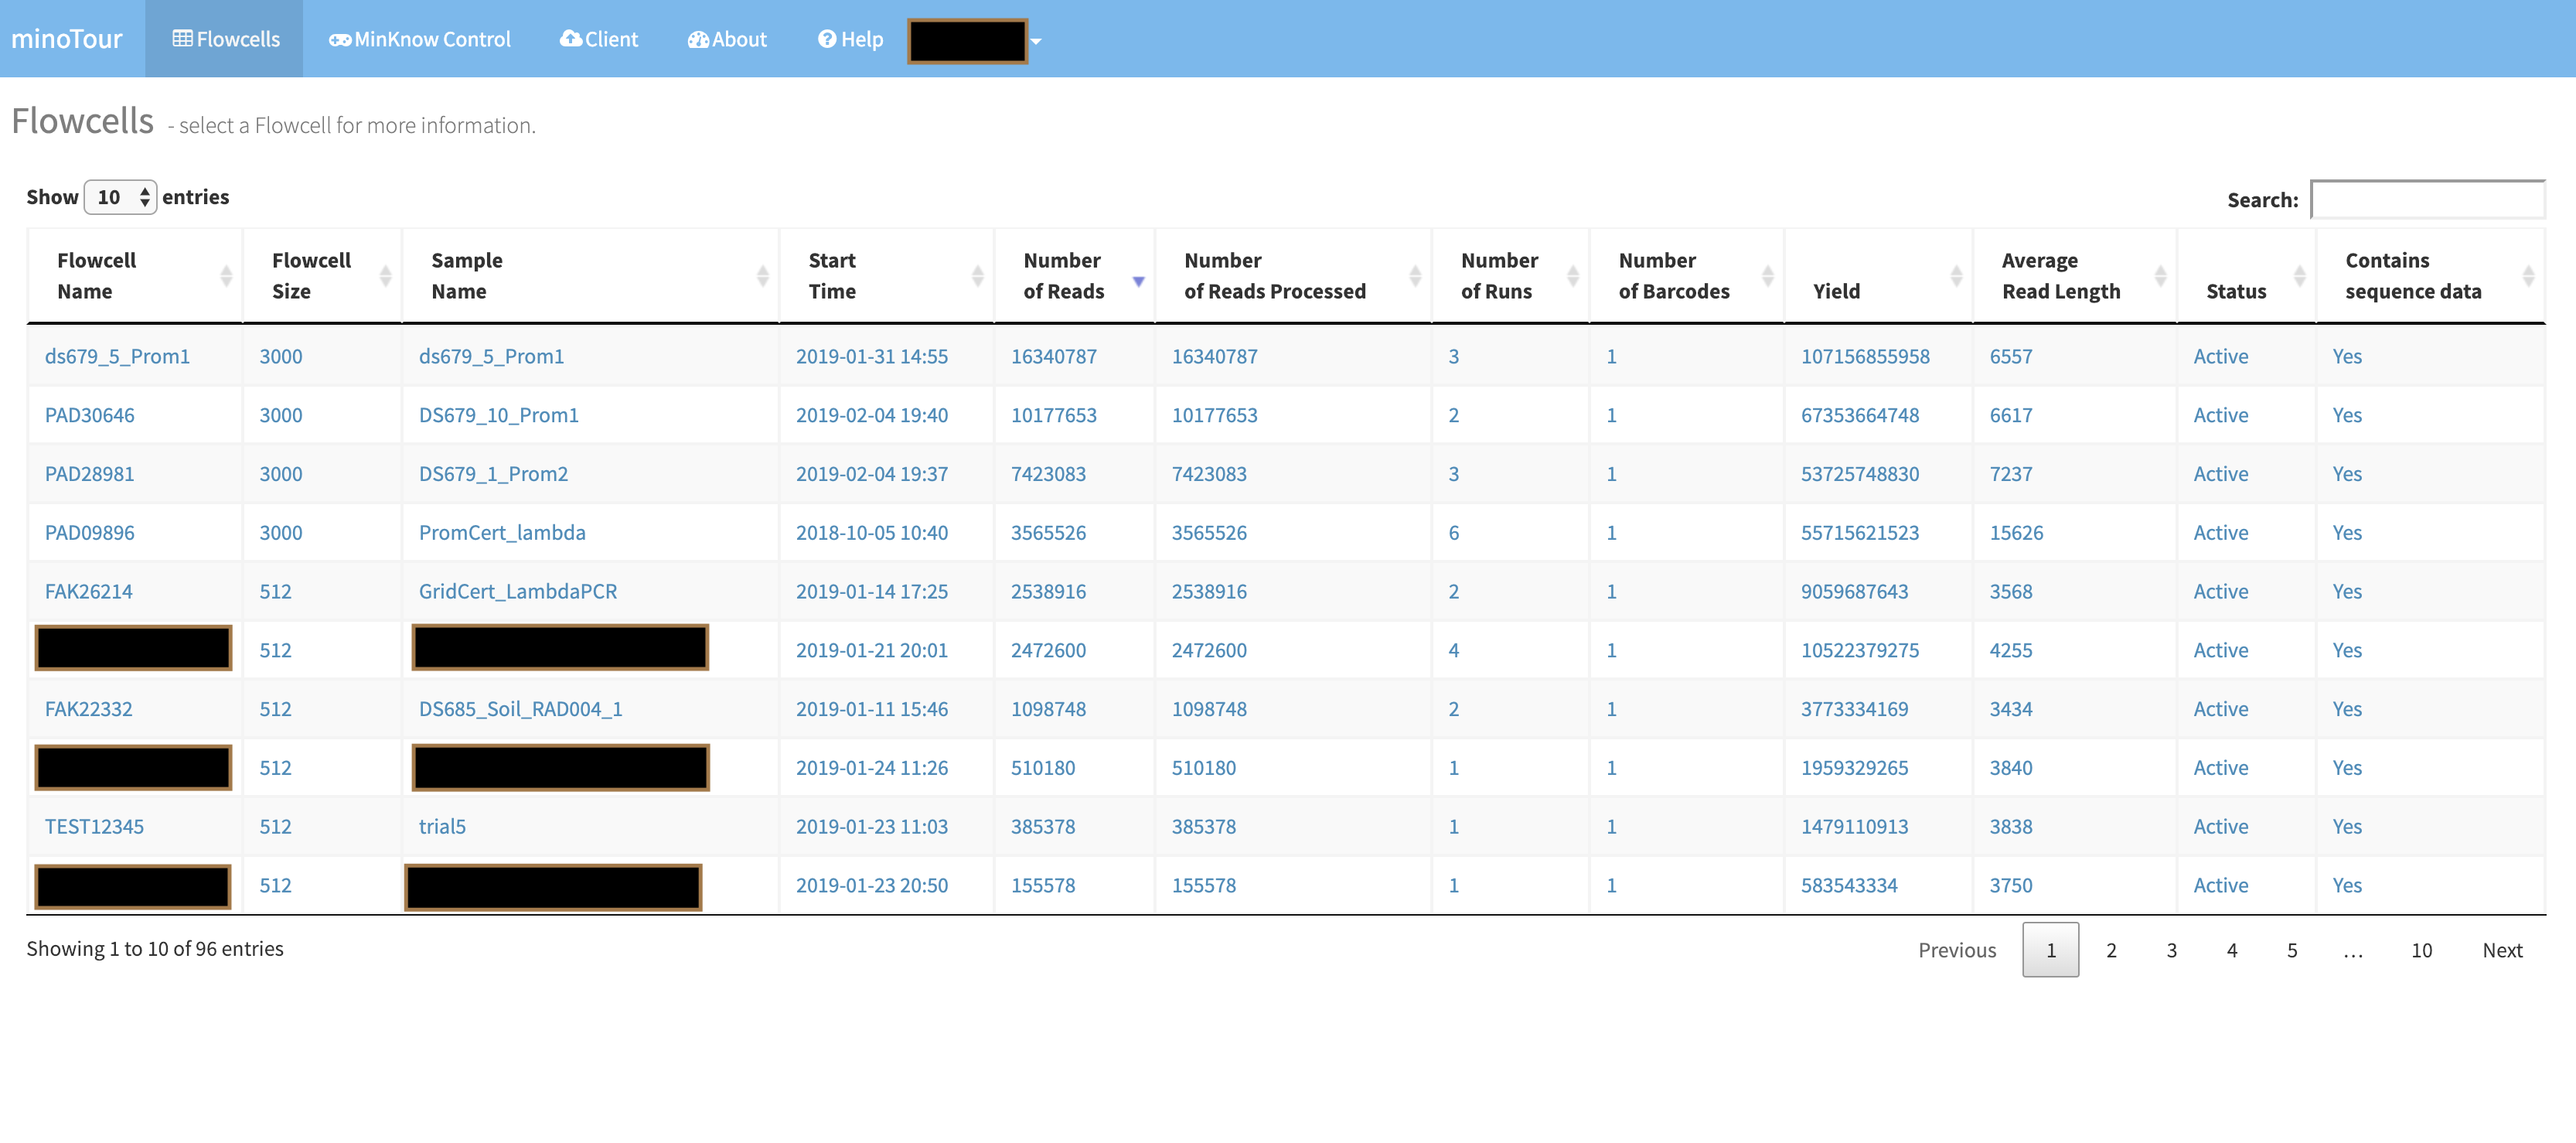 minoTour Flowcells MinKnow Control Client About Help
Flowcells - select a Flowcell for more information.
Show 10 entries Search:
Flowcell Name Flowcell Size Sample Name Start Time Number of Reads Number of Reads Processed Number of Runs Number of Barcodes Yield Average Read Length Status Contains sequence data
ds679_5_Prom1 3000 ds679_5_Prom1 2019-01-31 14:55 16340787 16340787 3 1 107156855958 6557 Active Yes
PAD30646 3000 DS679_10_Prom1 2019-02-04 19:40 10177653 10177653 2 1 67353664748 6617 Active Yes
PAD28981 3000 DS679_1_Prom2 2019-02-04 19:37 7423083 7423083 3 1 53725748830 7237 Active Yes
PAD09896 3000 PromCert_lambda 2018-10-05 10:40 3565526 3565526 6 1 55715621523 15626 Active Yes
FAK26214 512 GridCert_LambdaPCR 2019-01-14 17:25 2538916 2538916 2 1 9059687643 3568 Active Yes
512 2019-01-21 20:01 2472600 2472600 4 1 10522379275 4255 Active Yes
FAK22332 512 DS685_Soil_RAD004_1 2019-01-11 15:46 1098748 1098748 2 1 3773334169 3434 Active Yes
512 2019-01-24 11:26 510180 510180 1 1 1959329265 3840 Active Yes
TEST12345 512 trial5 2019-01-23 11:03 385378 385378 1 1 1479110913 3838 Active Yes
512 2019-01-23 20:50 155578 155578 1 1 583543334 3750 Active Yes
Showing 1 to 10 of 96 entries Previous 1 2 3 4 5 … 10 Next